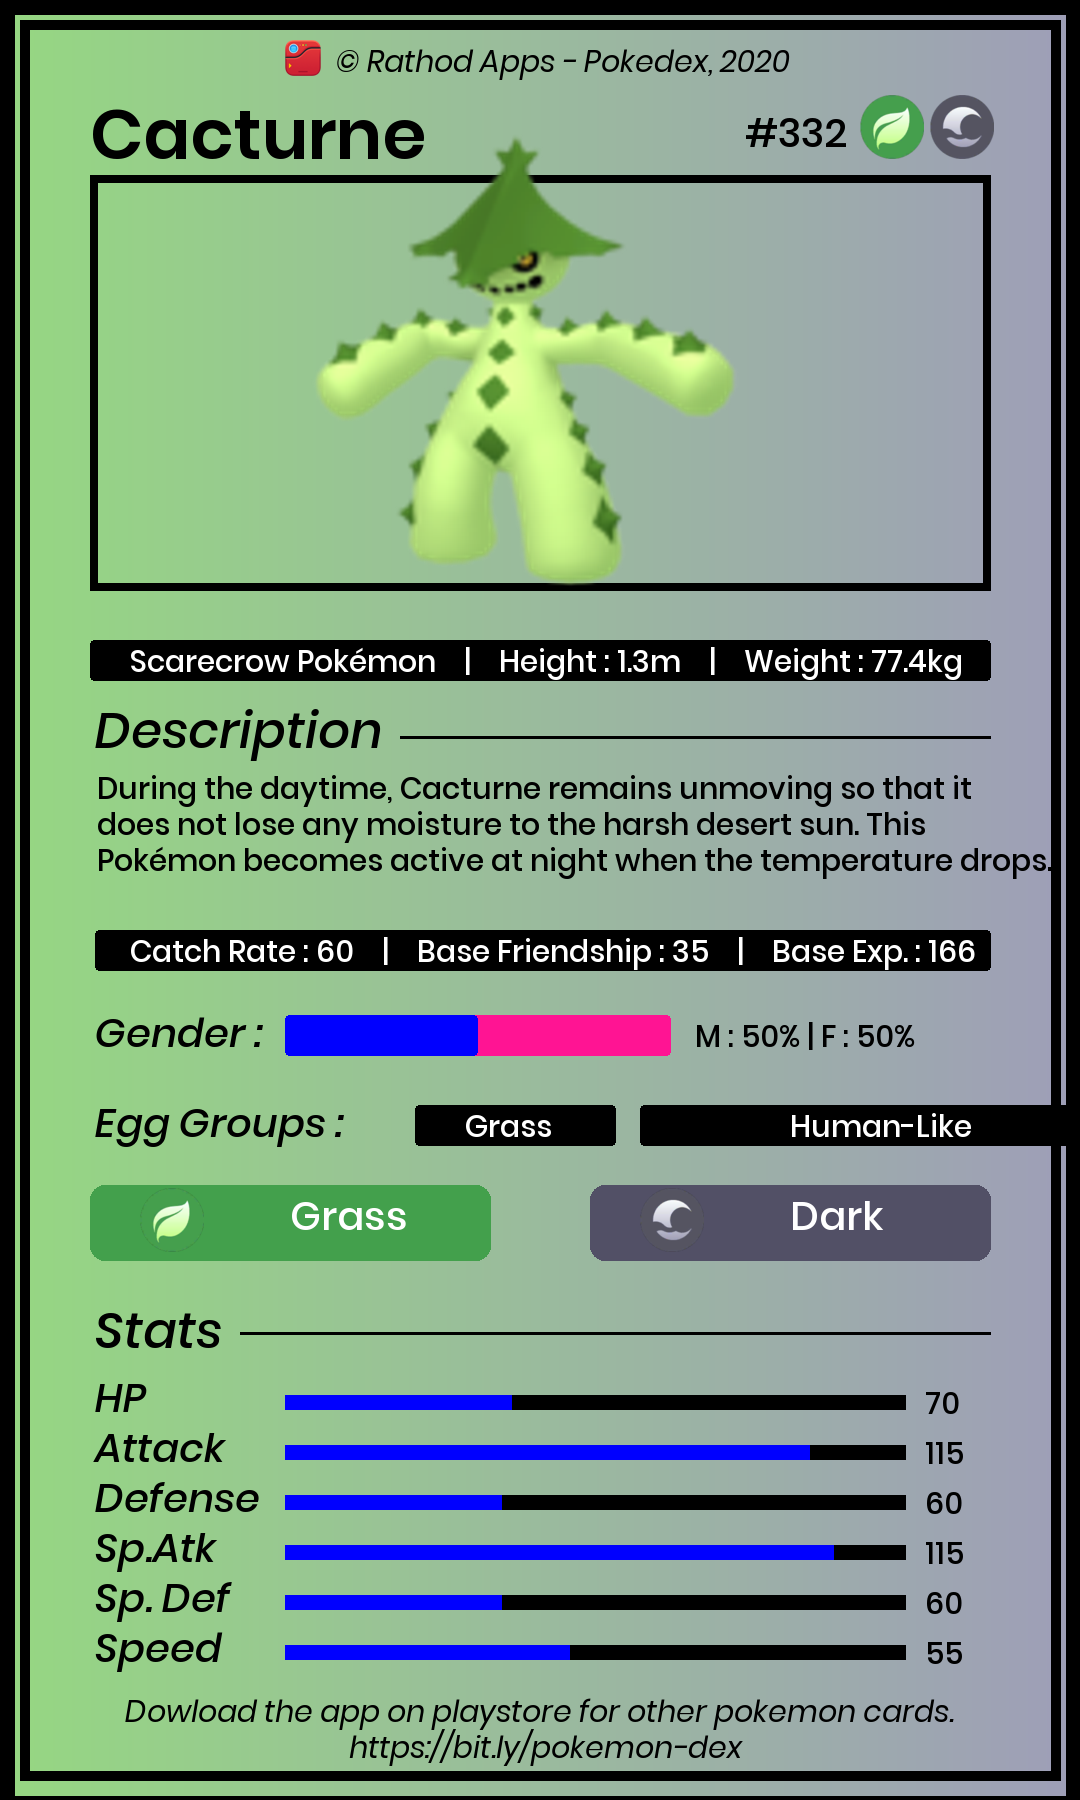 © Rathod Apps - Pokedex, 2020
Cacturne
#332
Scarecrow Pokémon | Height : 1.3m | Weight : 77.4kg
Description
During the daytime, Cacturne remains unmoving so that it
does not lose any moisture to the harsh desert sun. This
Pokémon becomes active at night when the temperature drops.
Catch Rate : 60 | Base Friendship : 35 | Base Exp. : 166
Gender : M : 50% | F : 50%
Egg Groups : Grass Human-Like
Grass Dark
Stats
HP 70
Attack 115
Defense 60
Sp.Atk 115
Sp. Def 60
Speed 55
Dowload the app on playstore for other pokemon cards.
https://bit.ly/pokemon-dex